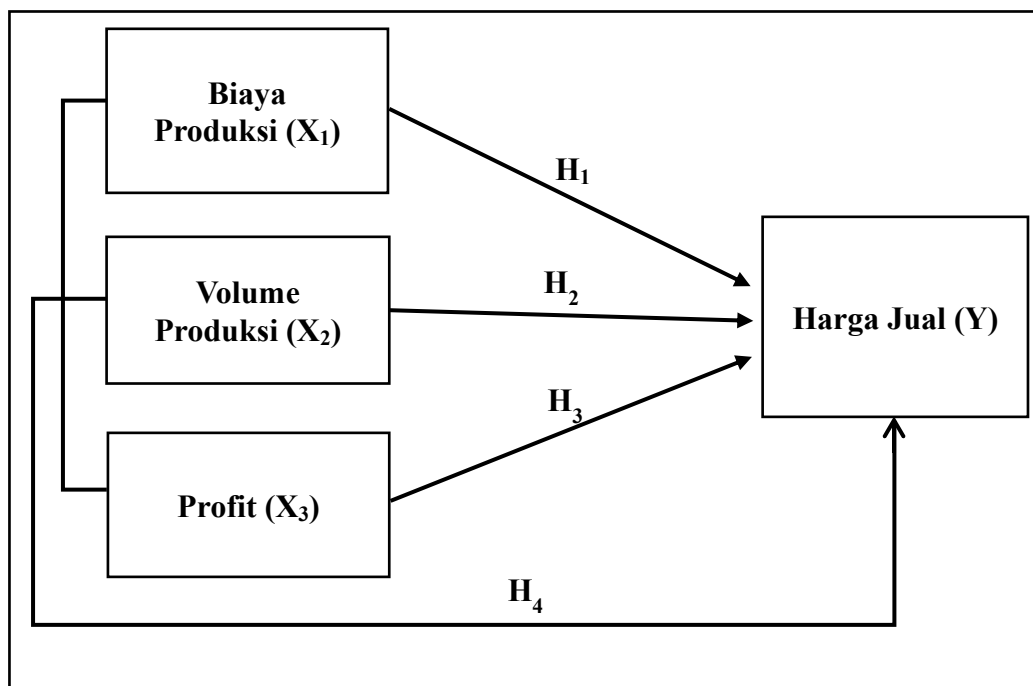 Biaya
Produksi (X₁)
H₁
Volume
Produksi (X₂)
H₂
Harga Jual (Y)
H₃
Profit (X₃)
H₄